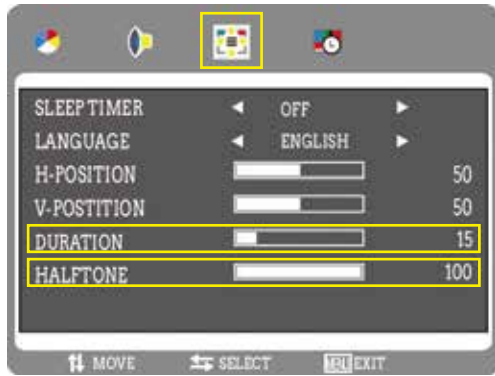 SLEEP TIMER OFF
LANGUAGE ENGLISH
H-POSITION 50
V-POSTITION 50
DURATION 15
HALFTONE 100
MOVE SELECT MENU EXIT